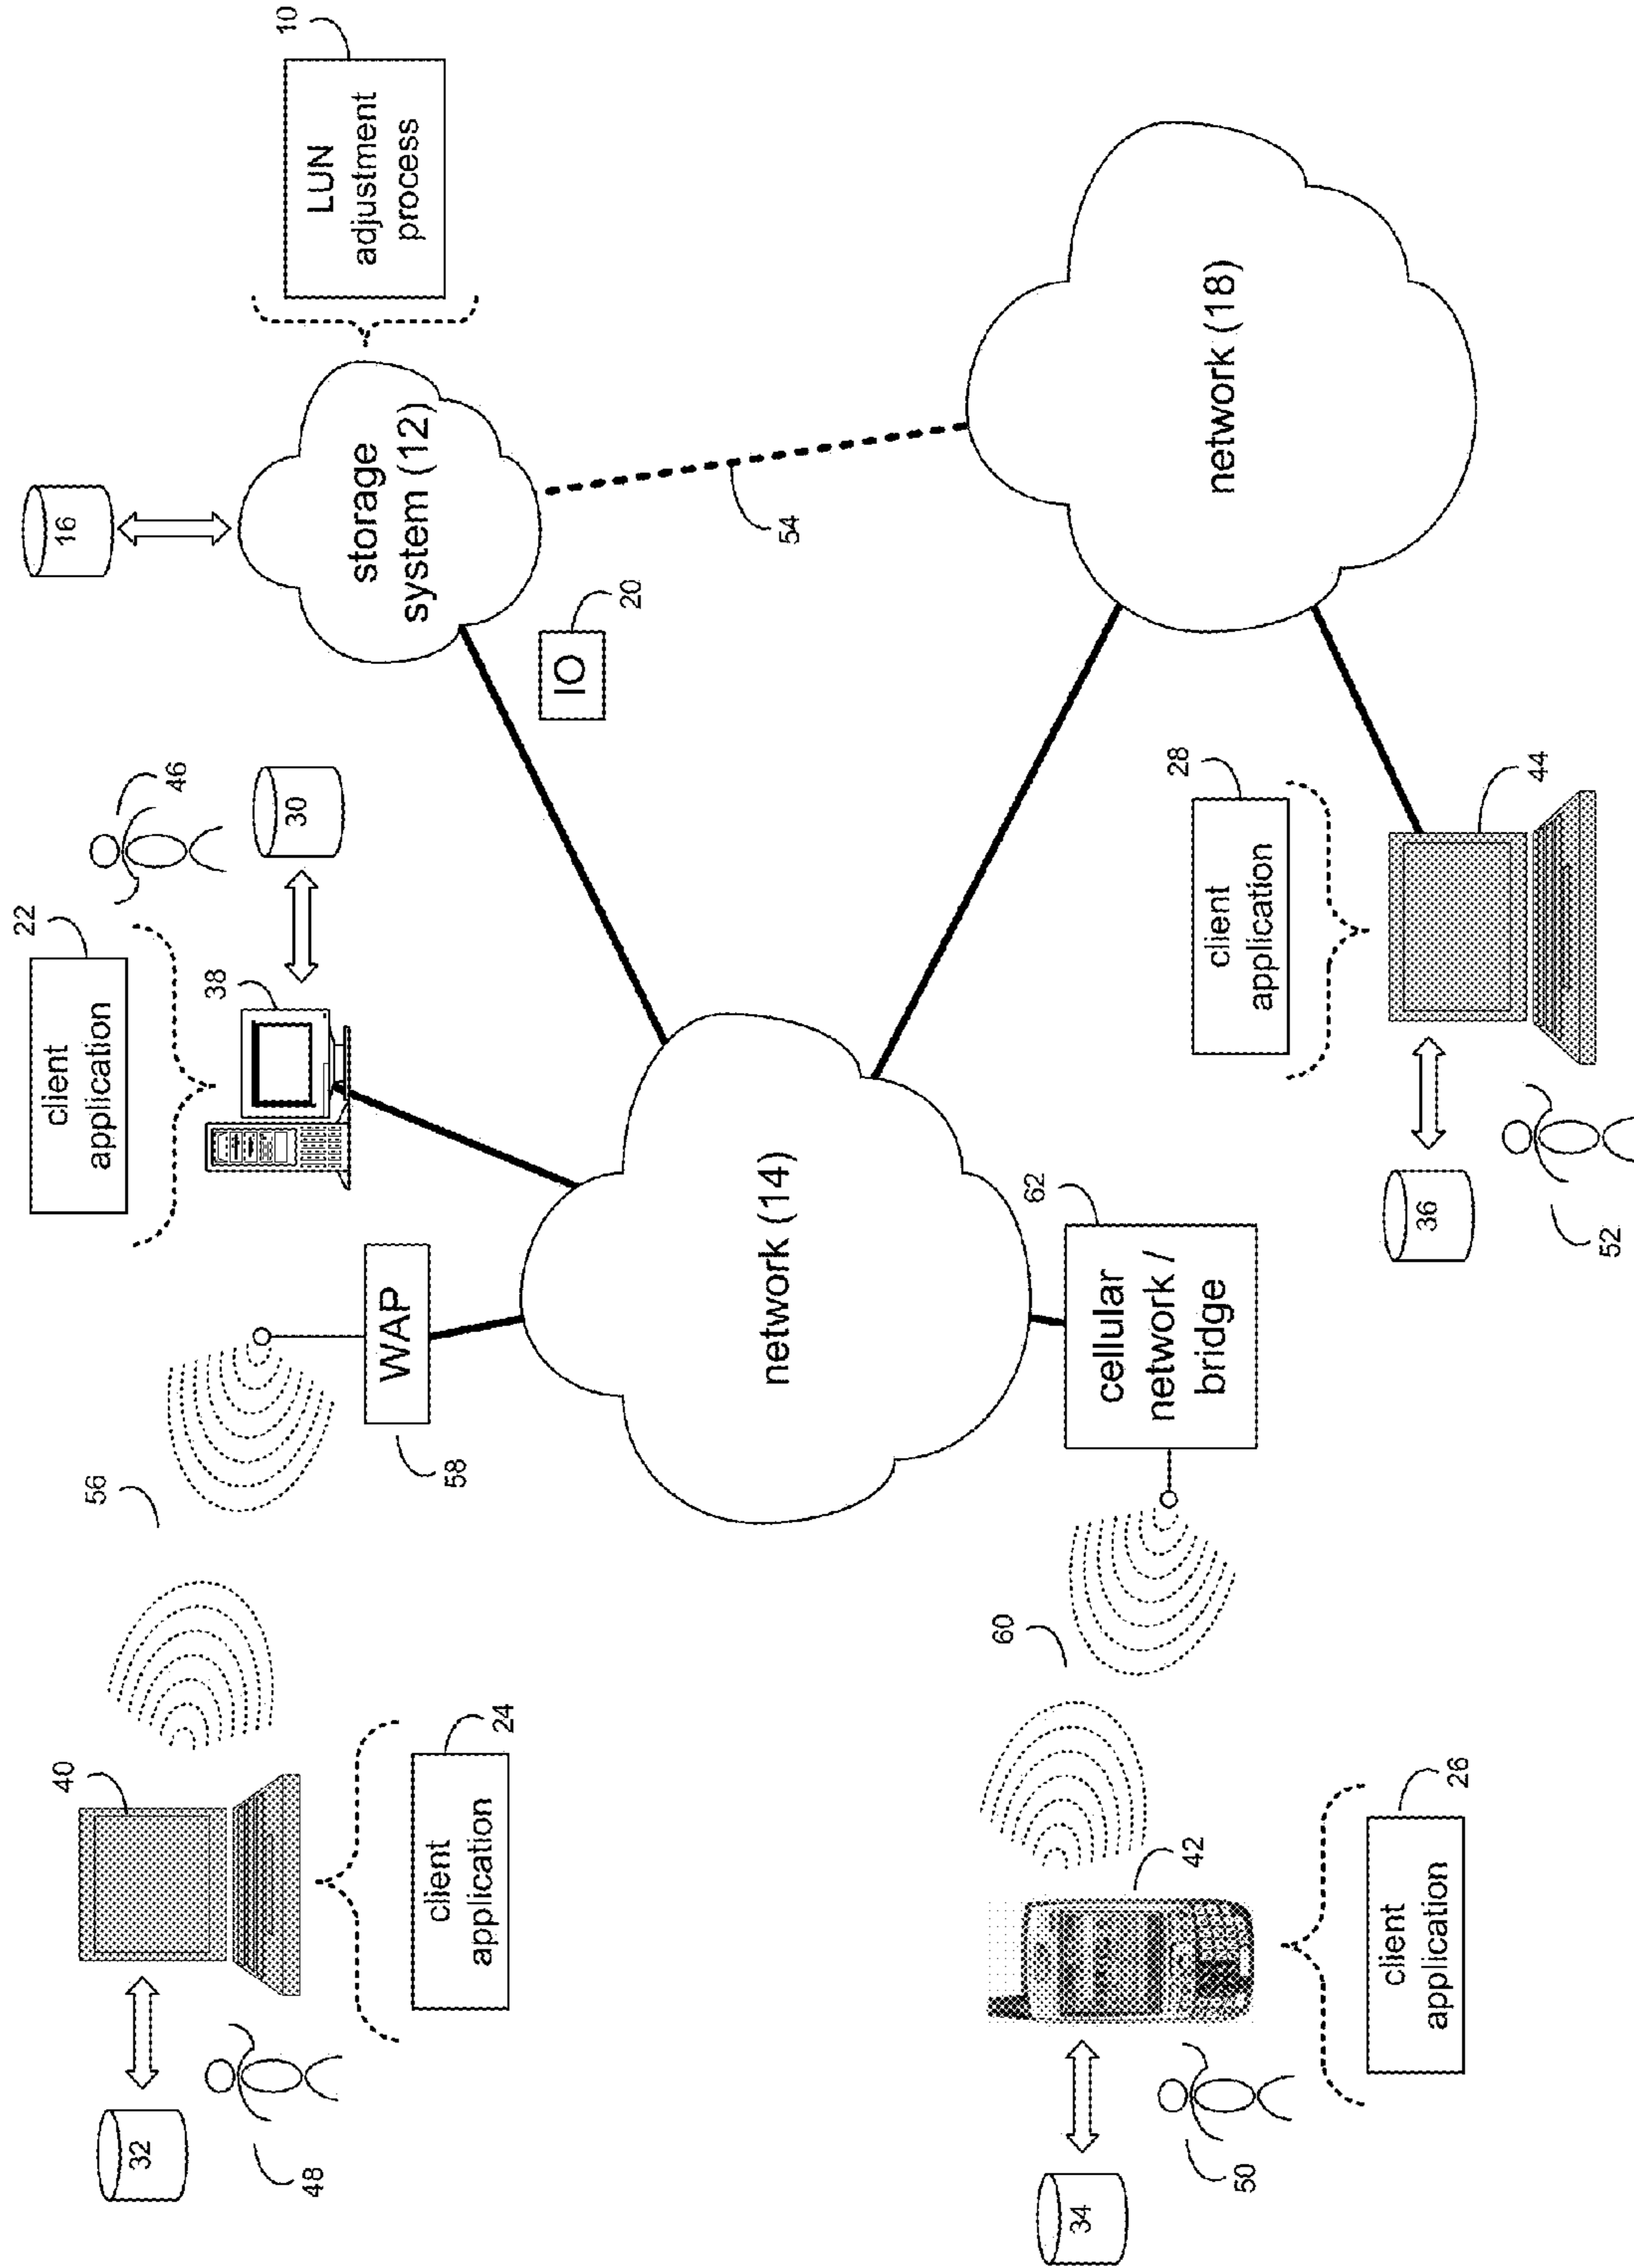 32
48
40
client
application
24
56
WAP
58
client
application
22
38
46
30
16
storage
system (12)
LUN
adjustment
process
10
IO
20
54
network (14)
network (18)
34
50
42
client
application
26
60
cellular
network /
bridge
62
36
52
client
application
28
44